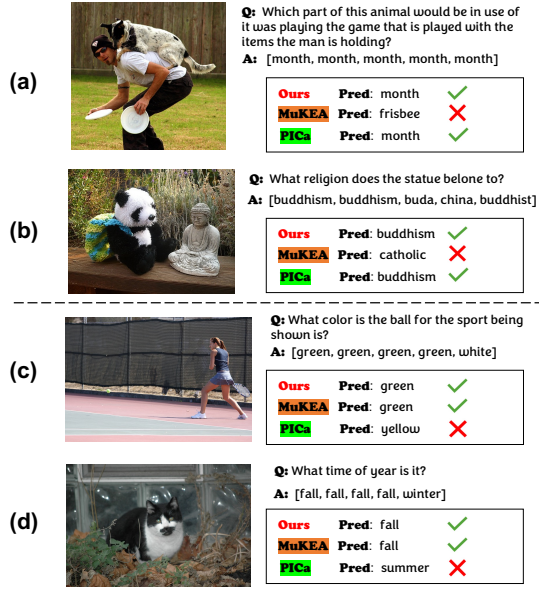 (a)
Q: Which part of this animal would be in use of
it was playing the game that is played with the
items the man is holding?
A: [month, month, month, month, month]
Ours Pred: month
MuKEA Pred: frisbee
PICa Pred: month
(b)
Q: What religion does the statue belong to?
A: [buddhism, buddhism, buda, china, buddhist]
Ours Pred: buddhism
MuKEA Pred: catholic
PICa Pred: buddhism
(c)
Q: What color is the ball for the sport being
shown is?
A: [green, green, green, green, white]
Ours Pred: green
MuKEA Pred: green
PICa Pred: yellow
(d)
Q: What time of year is it?
A: [fall, fall, fall, fall, winter]
Ours Pred: fall
MuKEA Pred: fall
PICa Pred: summer